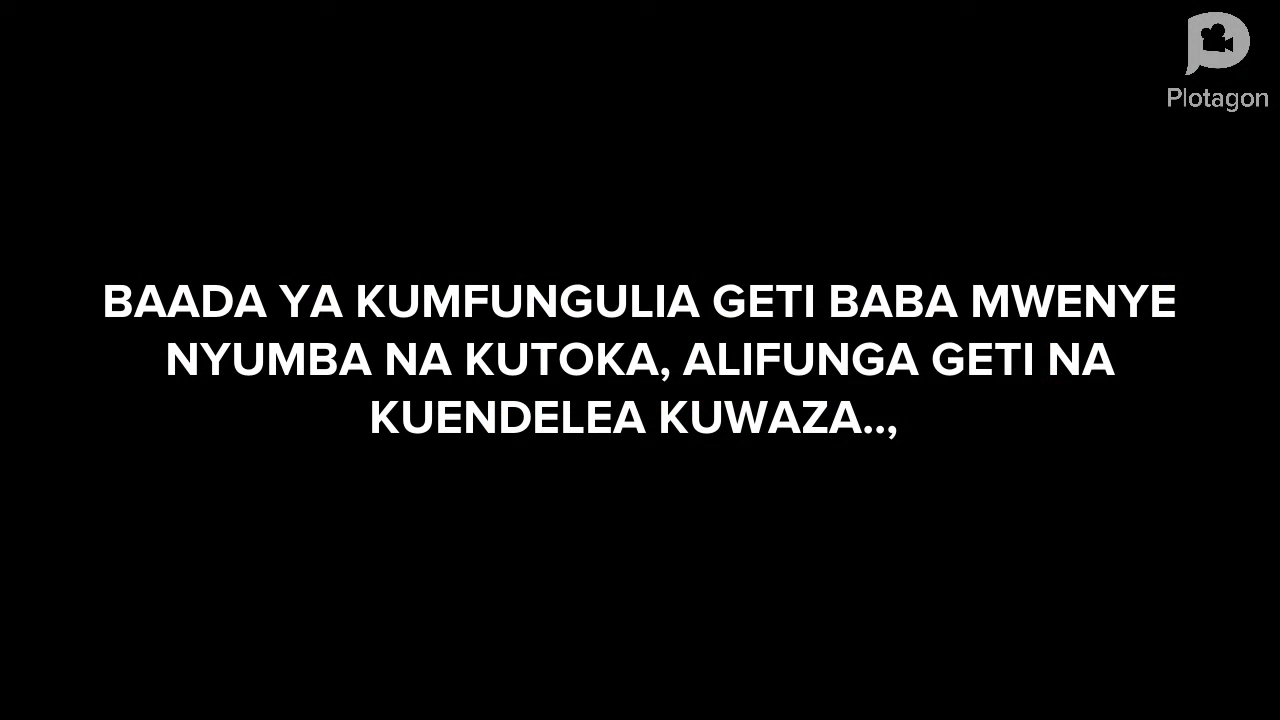 Plotagon
BAADA YA KUMFUNGULIA GETI BABA MWENYE
NYUMBA NA KUTOKA, ALIFUNGA GETI NA
KUENDELEA KUWAZA..,